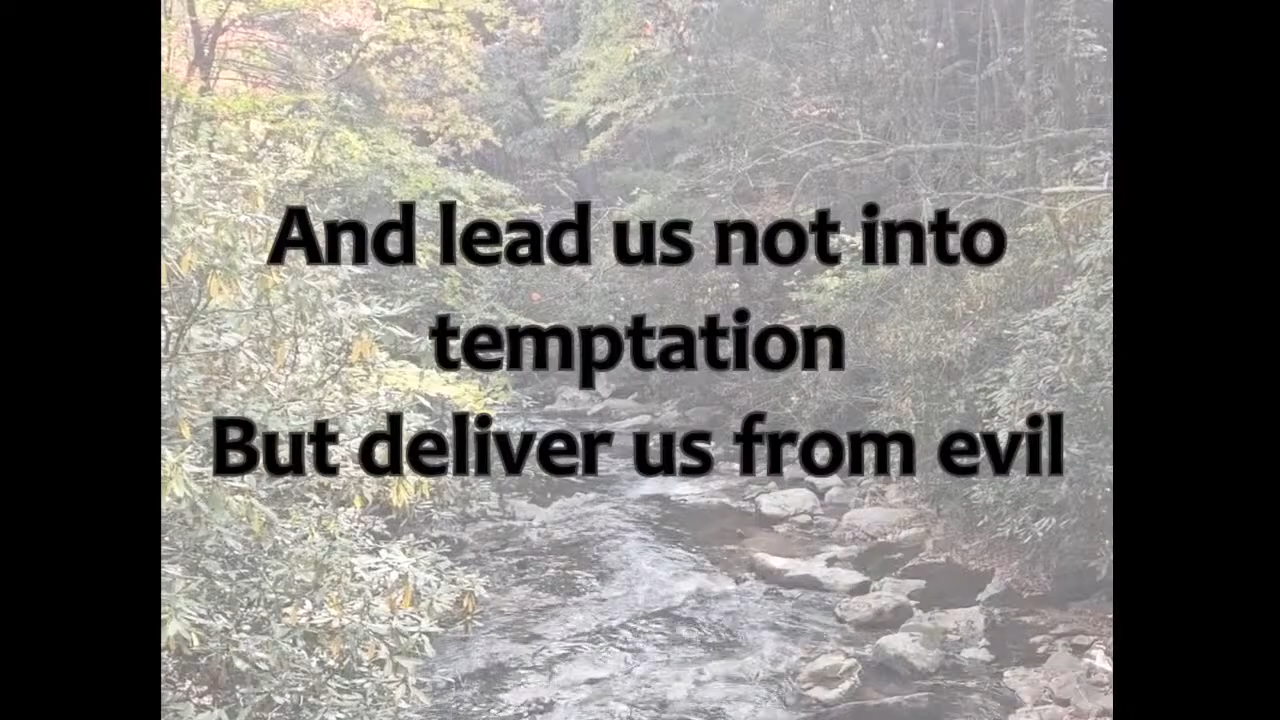 And lead us not into
temptation
But deliver us from evil